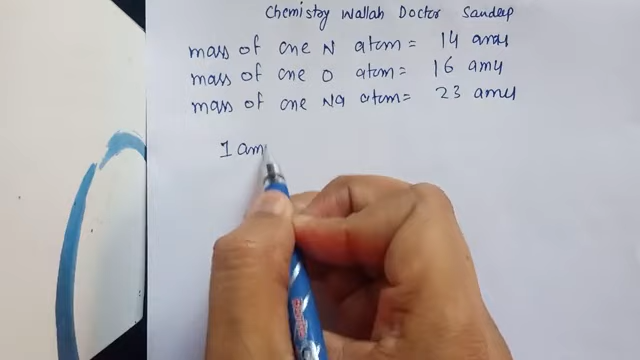 Chemistry Wallah Doctor Sandeep
mass of one N atom = 14 amu
mass of one O atom = 16 amu
mass of one Na atom = 23 amu
1 am